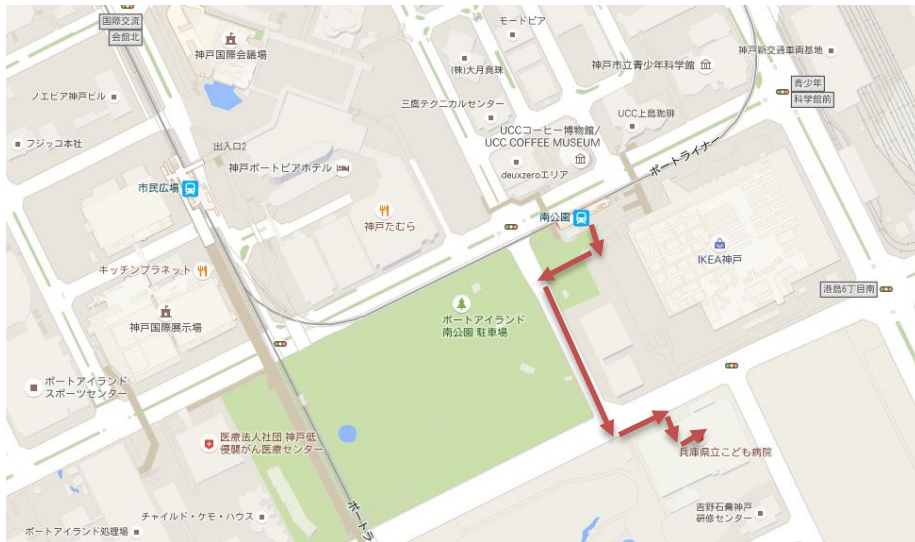 国際交流
会館北
モードピア
神戸国際会議場
(株)大月真珠
神戸市立青少年科学館
神戸新交通車両基地
青少年
科学館前
ノエビア神戸ビル
三鷹テクニカルセンター
UCC上島珈琲
フジッコ本社
出入口2
UCCコーヒー博物館/
UCC COFFEE MUSEUM
ポートライナー
神戸ポートピアホテル
deuxzeroエリア
市民広場
南公園
神戸たむら
IKEA神戸
キッチンプラネット
港島6丁目南
神戸国際展示場
ポートアイランド
南公園 駐車場
ポートアイランド
スポーツセンター
医療法人社団 神戸低
侵襲がん医療センター
兵庫県立こども病院
チャイルド・ケモ・ハウス
ポートラ
吉野石膏神戸
研修センター
ポートアイランド処理場